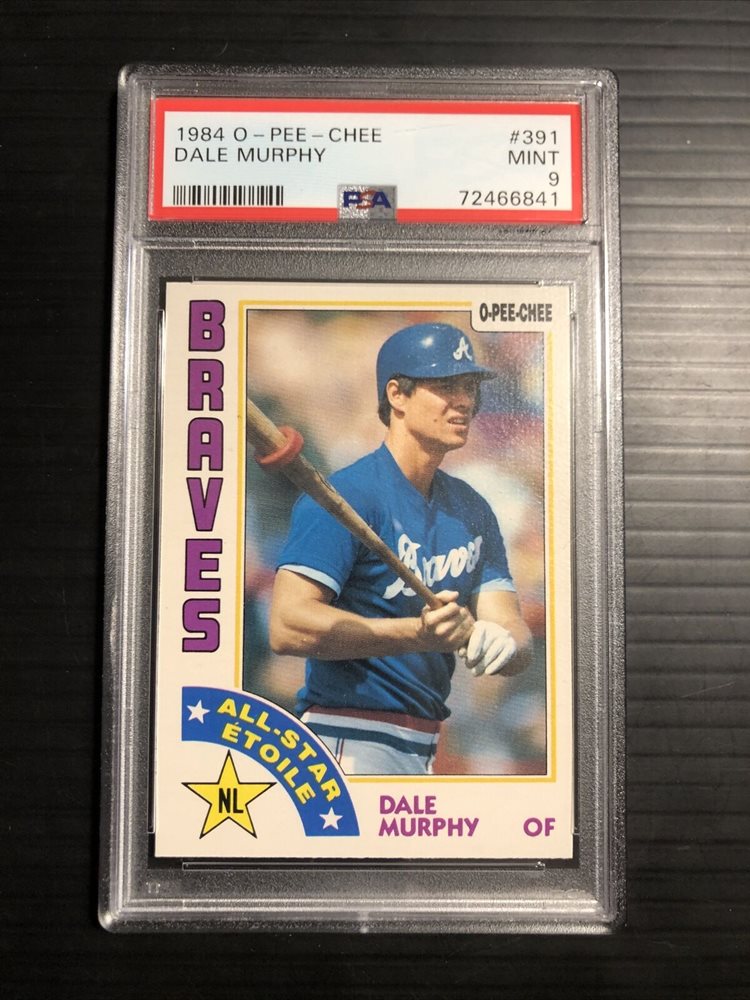 1984 O-PEE-CHEE #391
DALE MURPHY MINT
9
PSA 72466841
BRAVES
O-PEE-CHEE
A
Braves
ALL-STAR
ÉTOILE
NL
DALE
MURPHY OF